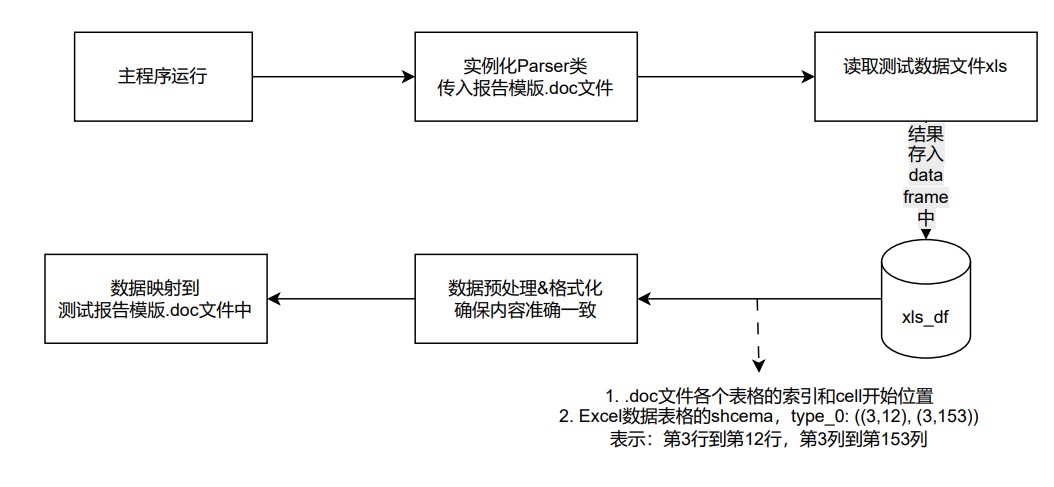 主程序运行
实例化Parser类
传入报告模版.doc文件
读取测试数据文件xls
结果
存入
data
frame
中
xls_df
数据预处理&格式化
确保内容准确一致
数据映射到
测试报告模版.doc文件中
1. .doc文件各个表格的索引和cell开始位置
2. Excel数据表格的shcema，type_0: ((3,12), (3,153))
表示：第3行到第12行，第3列到第153列